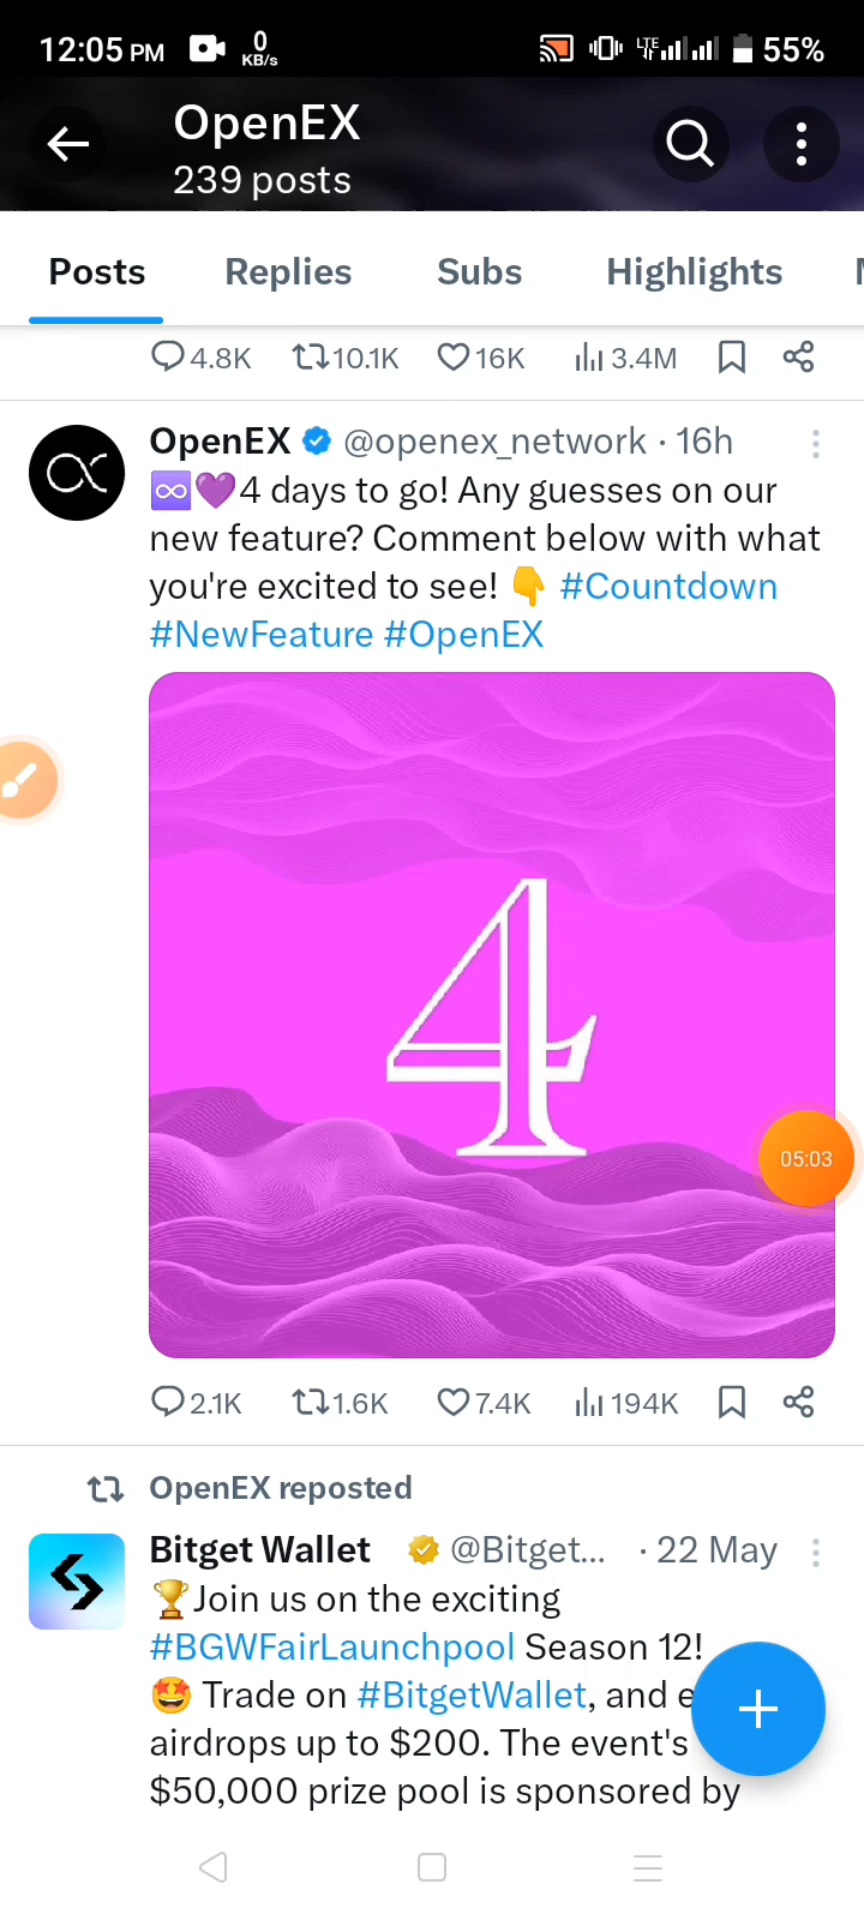 12:05 PM 0 KB/s LTE 55%
OpenEX
239 posts
Posts Replies Subs Highlights
4.8K 10.1K 16K 3.4M
OpenEX @openex_network · 16h
♾️💜4 days to go! Any guesses on our
new feature? Comment below with what
you're excited to see! 👇 #Countdown
#NewFeature #OpenEX
4
05:03
2.1K 1.6K 7.4K 194K
OpenEX reposted
Bitget Wallet @Bitget... · 22 May
🏆Join us on the exciting
#BGWFairLaunchpool Season 12!
🤩 Trade on #BitgetWallet, and
airdrops up to $200. The event's
$50,000 prize pool is sponsored by